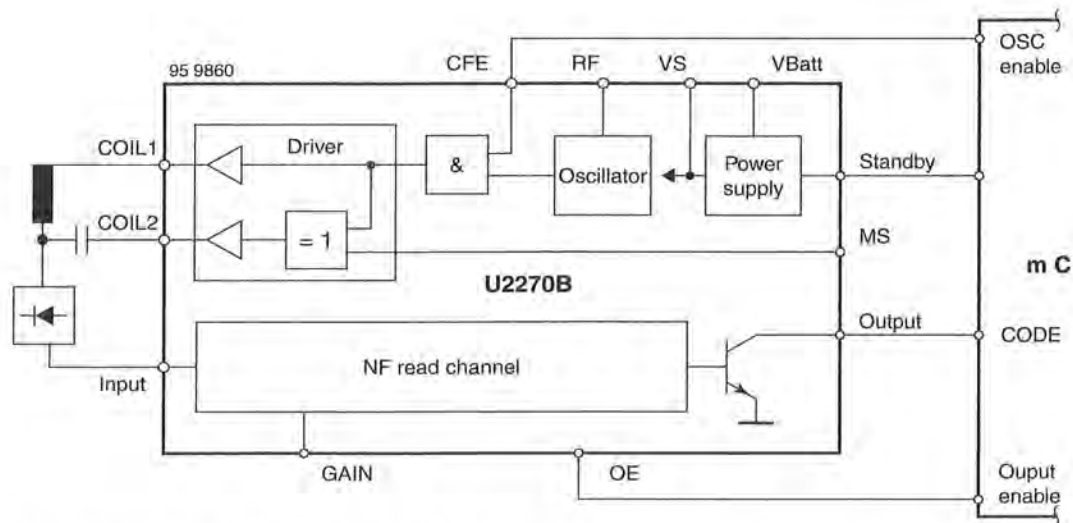 OSC
enable
95 9860
CFE
RF
VS
VBatt
COIL1
Driver
&
Oscillator
Power
supply
Standby
COIL2
= 1
MS
m C
U2270B
Output
CODE
NF read channel
Input
GAIN
OE
Ouput
enable